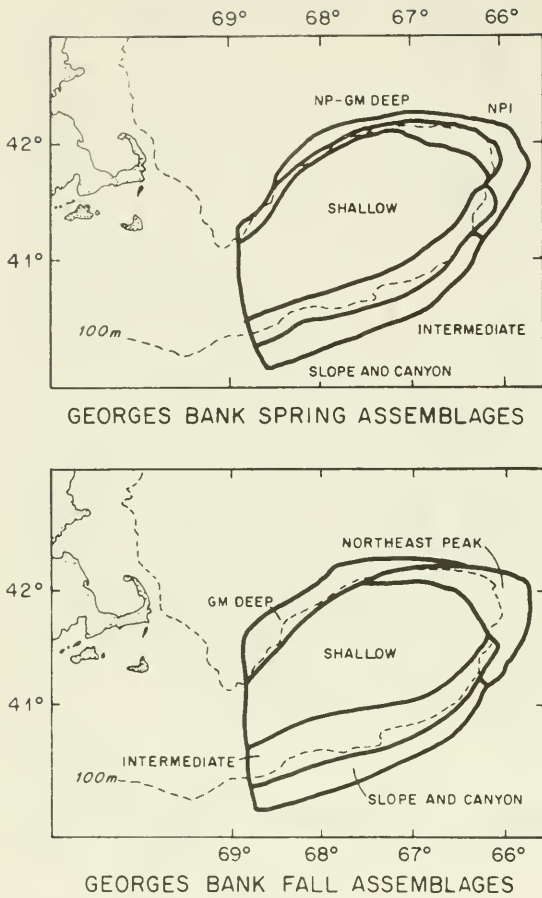 69° 68° 67° 66°
NP-GM DEEP NPI
42°
SHALLOW
41°
100m
INTERMEDIATE
SLOPE AND CANYON
GEORGES BANK SPRING ASSEMBLAGES
NORTHEAST PEAK
42°
GM DEEP
SHALLOW
41°
INTERMEDIATE
100m
SLOPE AND CANYON
69° 68° 67° 66°
GEORGES BANK FALL ASSEMBLAGES